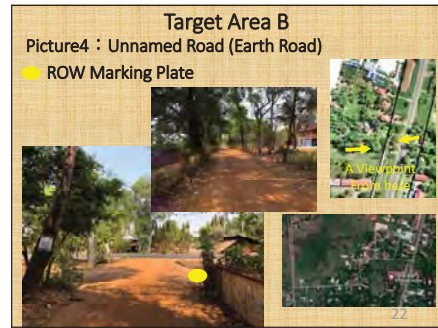 Target Area B
Picture4：Unnamed Road (Earth Road)
ROW Marking Plate
A Viewpoint
From here
22